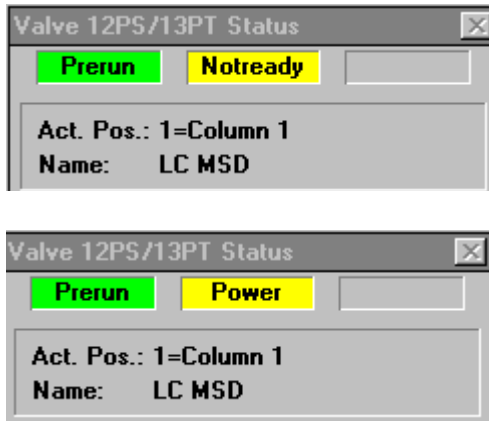 Valve 12PS/13PT Status
Prerun Notready
Act. Pos.: 1=Column 1
Name: LC MSD
Valve 12PS/13PT Status
Prerun Power
Act. Pos.: 1=Column 1
Name: LC MSD